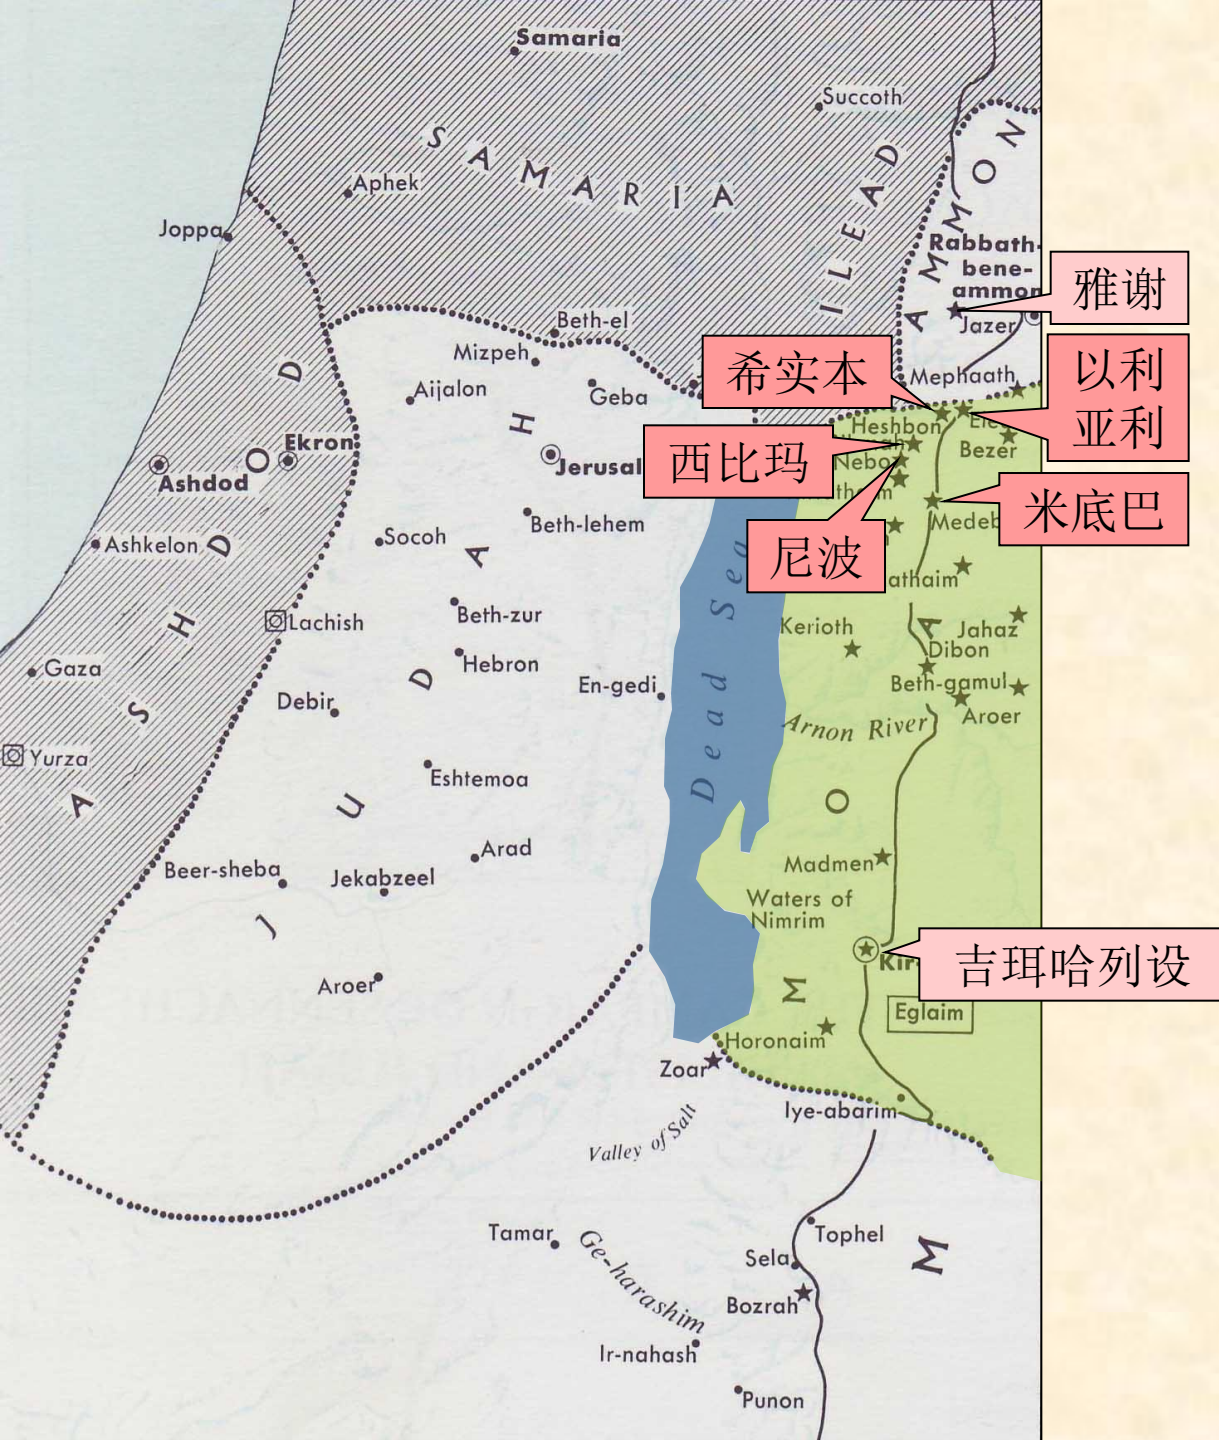 Samaria
Succoth
SAMARIA
Aphek
GILEAD
AMMON
Joppa
Rabbath-
bene-
ammon
雅谢
Jazer
Beth-el
Mizpeh
希实本
以利
亚利
Mephaath
Aijalon
Geba
Heshbon
Bezer
Ekron
Jerusal
西比玛
Nebo
Ashdod
ASHDOD
米底巴
Medeb
Beth-lehem
Socoh
Ashkelon
尼波
athaim
Dead Sea
Beth-zur
Lachish
Kerioth
Jahaz
Dibon
Hebron
Gaza
En-gedi
Beth-gamul
Debir
Aroer
Arnon River
JUDAH
Yurza
Eshtemoa
MOA
Arad
Madmen
Beer-sheba
Jekabzeel
Waters of
Nimrim
吉珥哈列设
Kir
Aroer
Eglaim
Horonaim
Zoar
Iye-abarim
Valley of Salt
Tamar
Tophel
Ge-harashim
Sela
M
Bozrah
Ir-nahash
Punon